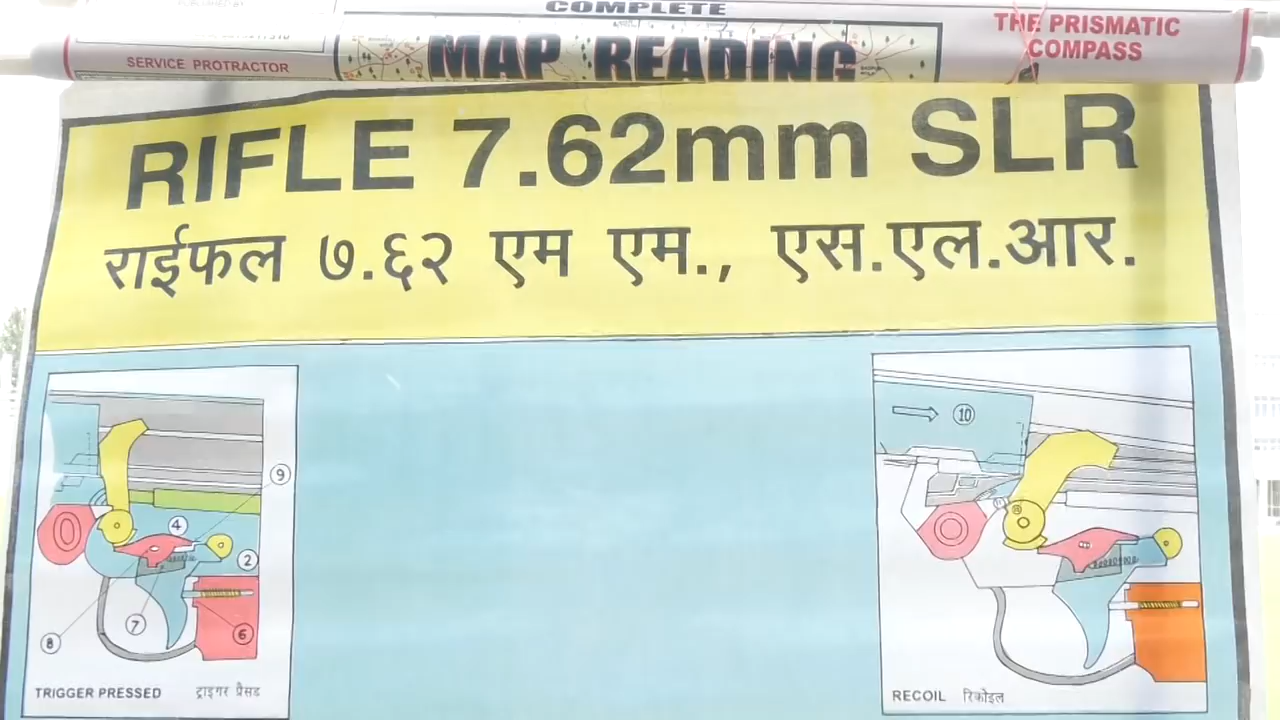 COMPLETE
MAP READING
SERVICE PROTRACTOR
THE PRISMATIC
COMPASS
RIFLE 7.62mm SLR
राईफल ७.६२ एम एम., एस.एल.आर.
9
4
2
7
8
6
TRIGGER PRESSED ट्राइगर प्रैसड
10
RECOIL रिकोइल